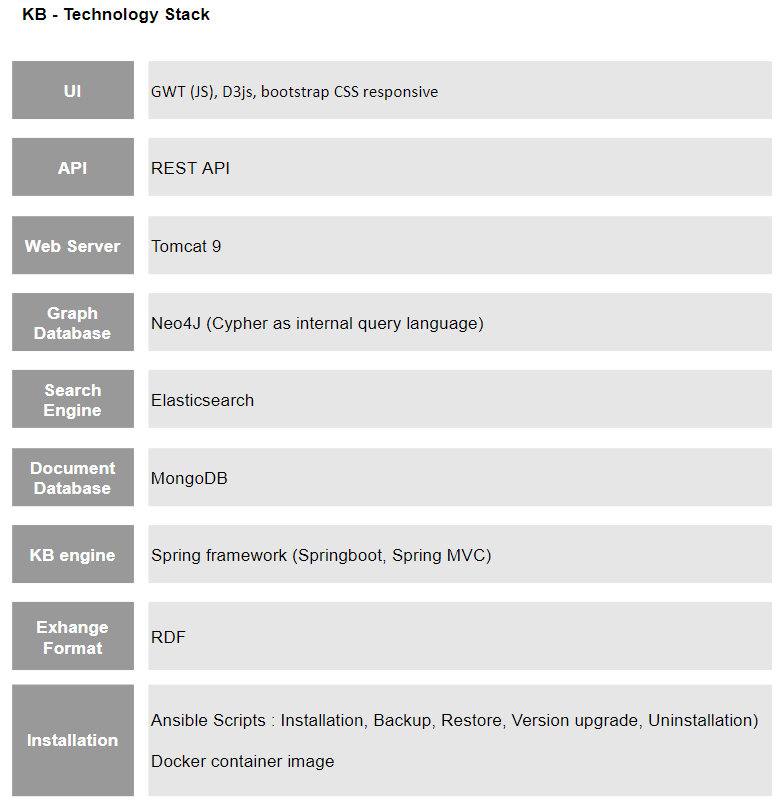 KB - Technology Stack
UI
GWT (JS), D3js, bootstrap CSS responsive
API
REST API
Web Server
Tomcat 9
Graph
Database
Neo4J (Cypher as internal query language)
Search
Engine
Elasticsearch
Document
Database
MongoDB
KB engine
Spring framework (Springboot, Spring MVC)
Exhange
Format
RDF
Installation
Ansible Scripts : Installation, Backup, Restore, Version upgrade, Uninstallation)
Docker container image